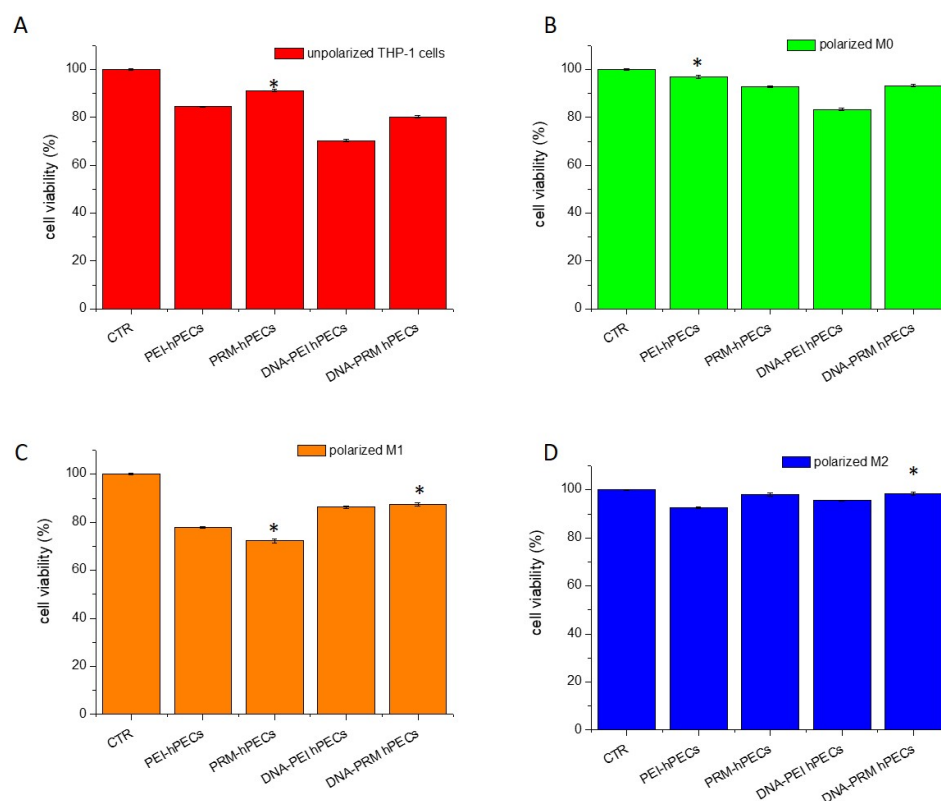 A
unpolarized THP-1 cells
*
cell viability (%)
100
80
60
40
20
0
CTR
PEI-hPECs
PRM-hPECs
DNA-PEI hPECs
DNA-PRM hPECs
B
polarized M0
*
cell viability (%)
100
80
60
40
20
0
CTR
PEI-hPECs
PRM-hPECs
DNA-PEI hPECs
DNA-PRM hPECs
C
polarized M1
*
*
cell viability (%)
100
80
60
40
20
0
CTR
PEI-hPECs
PRM-hPECs
DNA-PEI hPECs
DNA-PRM hPECs
D
polarized M2
*
cell viability (%)
100
80
60
40
20
0
CTR
PEI-hPECs
PRM-hPECs
DNA-PEI hPECs
DNA-PRM hPECs